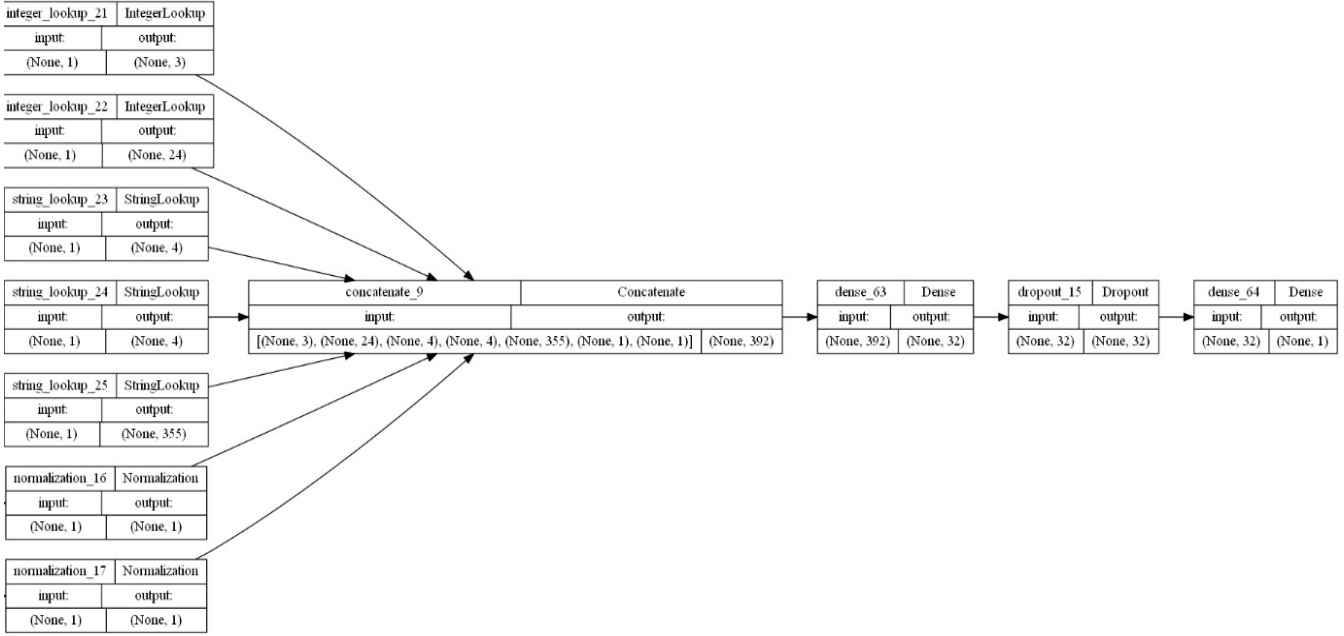 integer_lookup_21 IntegerLookup
input: output:
(None, 1) (None, 3)
integer_lookup_22 IntegerLookup
input: output:
(None, 1) (None, 24)
string_lookup_23 StringLookup
input: output:
(None, 1) (None, 4)
string_lookup_24 StringLookup
input: output:
(None, 1) (None, 4)
string_lookup_25 StringLookup
input: output:
(None, 1) (None, 355)
normalization_16 Normalization
input: output:
(None, 1) (None, 1)
normalization_17 Normalization
input: output:
(None, 1) (None, 1)
concatenate_9 Concatenate
input: output:
[(None, 3), (None, 24), (None, 4), (None, 4), (None, 355), (None, 1), (None, 1)] (None, 392)
dense_63 Dense
input: output:
(None, 392) (None, 32)
dropout_15 Dropout
input: output:
(None, 32) (None, 32)
dense_64 Dense
input: output:
(None, 32) (None, 1)